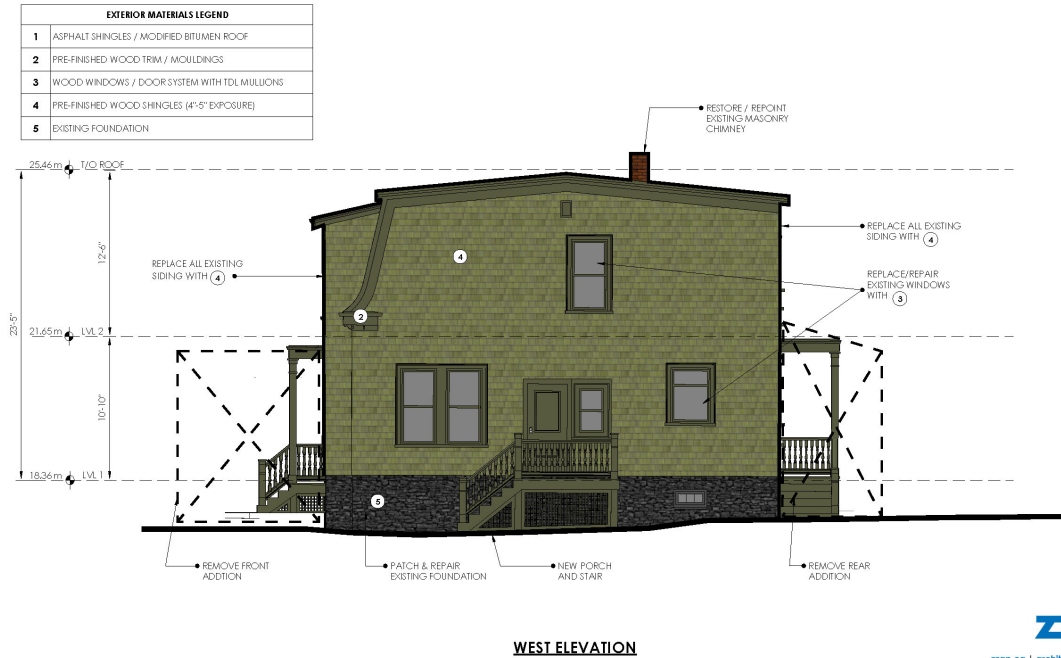 EXTERIOR MATERIALS LEGEND
1 ASPHALT SHINGLES / MODIFIED BITUMEN ROOF
2 PRE-FINISHED WOOD TRIM / MOULDINGS
3 WOOD WINDOWS / DOOR SYSTEM WITH TDL MULLIONS
4 PRE-FINISHED WOOD SHINGLES (4"-5" EXPOSURE)
5 EXISTING FOUNDATION
RESTORE / REPOINT
EXISTING MASONRY
CHIMNEY
25.46m T/O ROOF
REPLACE ALL EXISTING
SIDING WITH 4
4
REPLACE ALL EXISTING
SIDING WITH 4
12'-6"
REPLACE/REPAIR
EXISTING WINDOWS
WITH 3
2
23'-5"
21.65m LVL 2
10'-10"
18.36m LVL 1
5
REMOVE FRONT
ADDTION
PATCH & REPAIR
EXISTING FOUNDATION
NEW PORCH
AND STAIR
REMOVE REAR
ADDITION
WEST ELEVATION